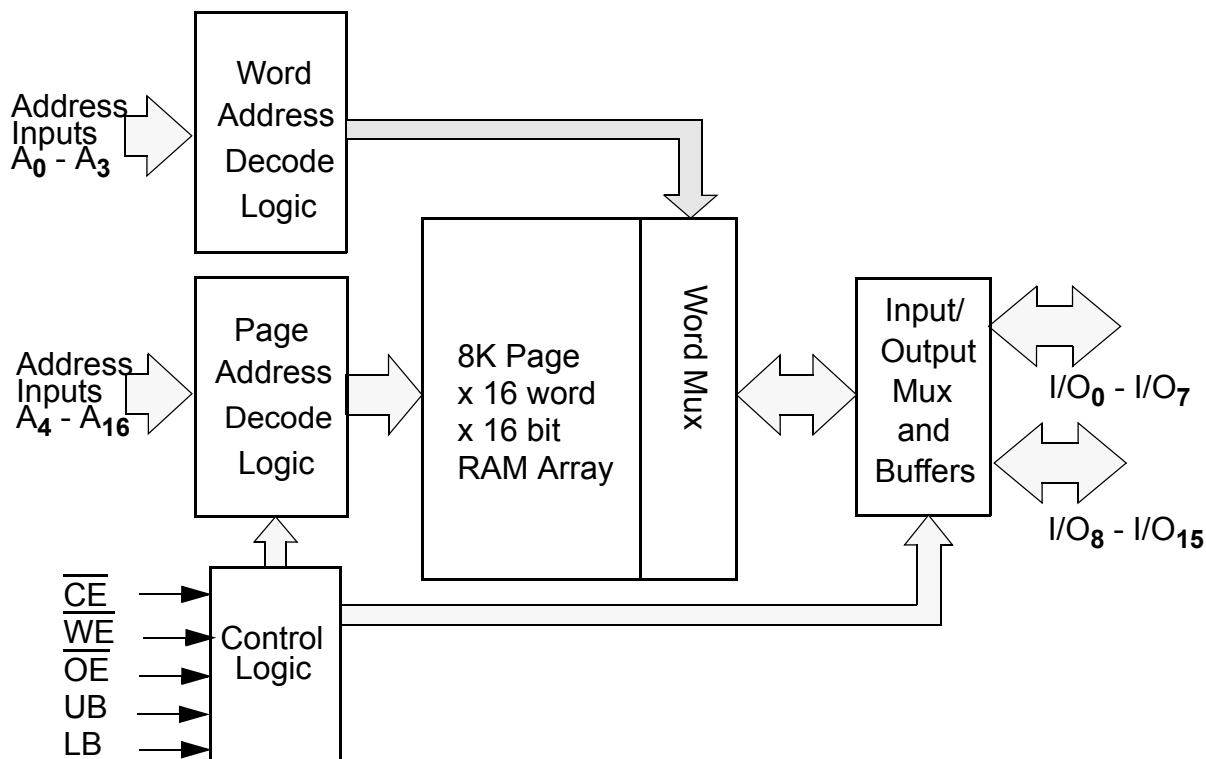 Word
Address
Decode
Logic
Address
Inputs
A0 - A3
Page
Address
Decode
Logic
Address
Inputs
A4 - A16
8K Page
x 16 word
x 16 bit
RAM Array
Word Mux
Input/
Output
Mux
and
Buffers
I/O0 - I/O7
I/O8 - I/O15
CE
WE
OE
UB
LB
Control
Logic